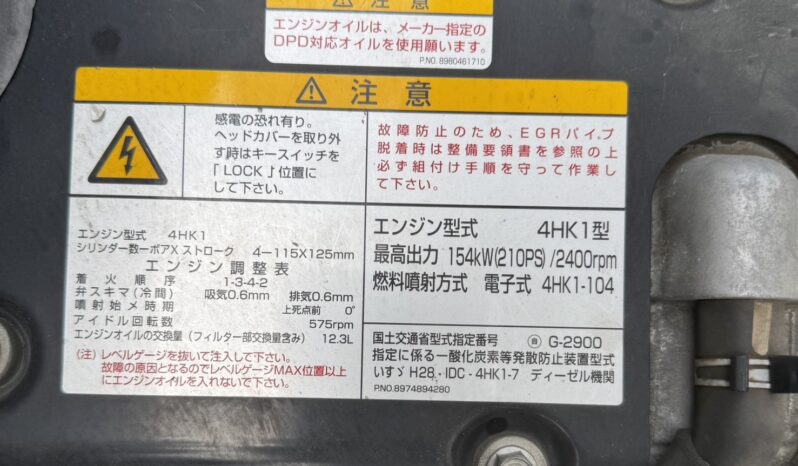 注意
エンジンオイルは、メーカー指定の
DPD対応オイルを使用願います。
P.NO. 8980461710
注意
感電の恐れ有り。
ヘッドカバーを取り外
す時はキースイッチを
「LOCK」位置に
して下さい。
故障防止のため、EGRパイプ
脱着時は整備要領書を参照の上
必ず組付け手順を守って作業し
て下さい。
エンジン型式 4HK1
シリンダー数ーボアX ストローク 4-115X125mm
エンジン調整表
着火順序 1-3-4-2
弁スキマ(冷間) 吸気0.6mm 排気0.6mm
噴射始メ時期 上死点前 0°
アイドル回転数 575rpm
エンジンオイルの交換量(フィルター部交換量含み) 12.3L
(注)レベルゲージを抜いて注入して下さい。
故障の原因となるのでレベルゲージMAX位置以上
にエンジンオイルを入れないで下さい。
エンジン型式 4HK1型
最高出力 154kW(210PS)/2400rpm
燃料噴射方式 電子式 4HK1-104
国土交通省型式指定番号 自 G-2900
指定に係る一酸化炭素等発散防止装置型式
いすゞ H28・IDC・4HK1-7 ディーゼル機関
P.NO. 8974894280